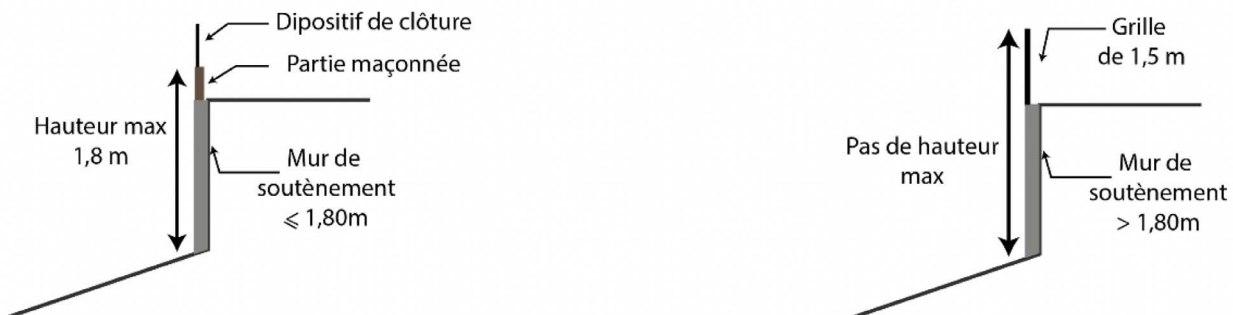 Dipositif de clôture
Partie maçonnée
Hauteur max
1,8 m
Mur de
soutènement
⩽ 1,80m
Grille
de 1,5 m
Pas de hauteur
max
Mur de
soutènement
> 1,80m